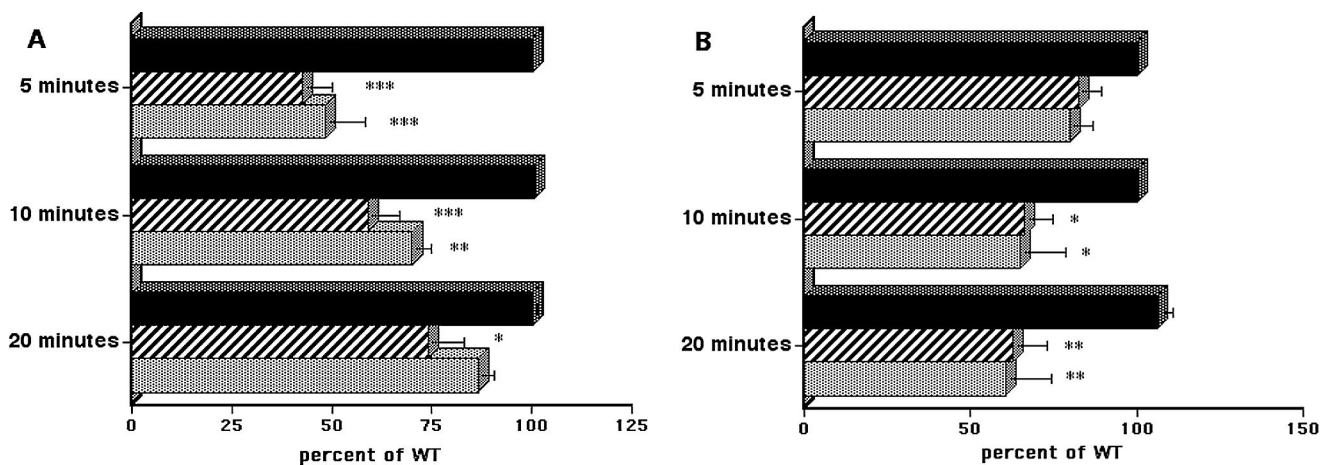 A
5 minutes
***
***
10 minutes
***
**
20 minutes
*
0 25 50 75 100 125
percent of WT
B
5 minutes
10 minutes
*
*
20 minutes
**
**
0 50 100 150
percent of WT